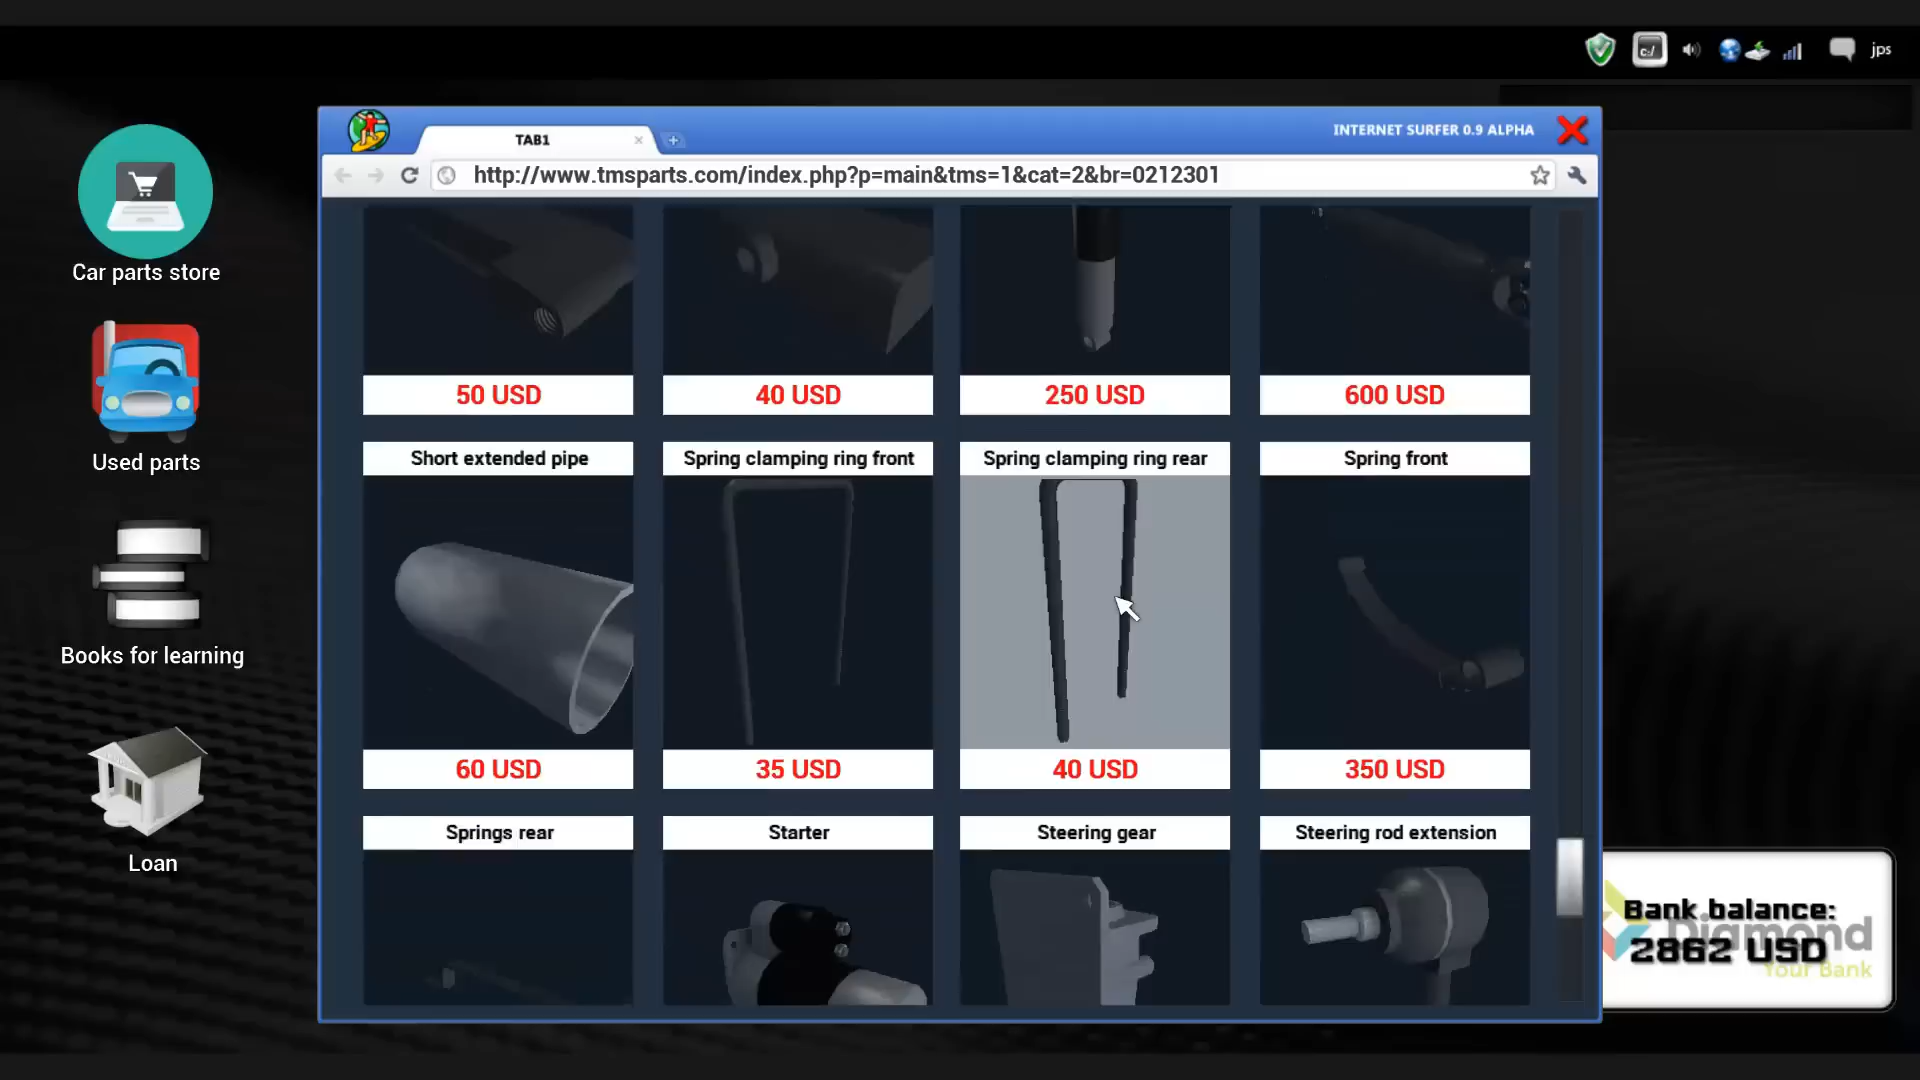 c:/
jps
TAB1
INTERNET SURFER 0.9 ALPHA
http://www.tmsparts.com/index.php?p=main&tms=1&cat=2&br=0212301
Car parts store
Used parts
Books for learning
Loan
50 USD
40 USD
250 USD
600 USD
Short extended pipe
Spring clamping ring front
Spring clamping ring rear
Spring front
60 USD
35 USD
40 USD
350 USD
Springs rear
Starter
Steering gear
Steering rod extension
Bank balance:
Diamond
2862 USD
Your Bank